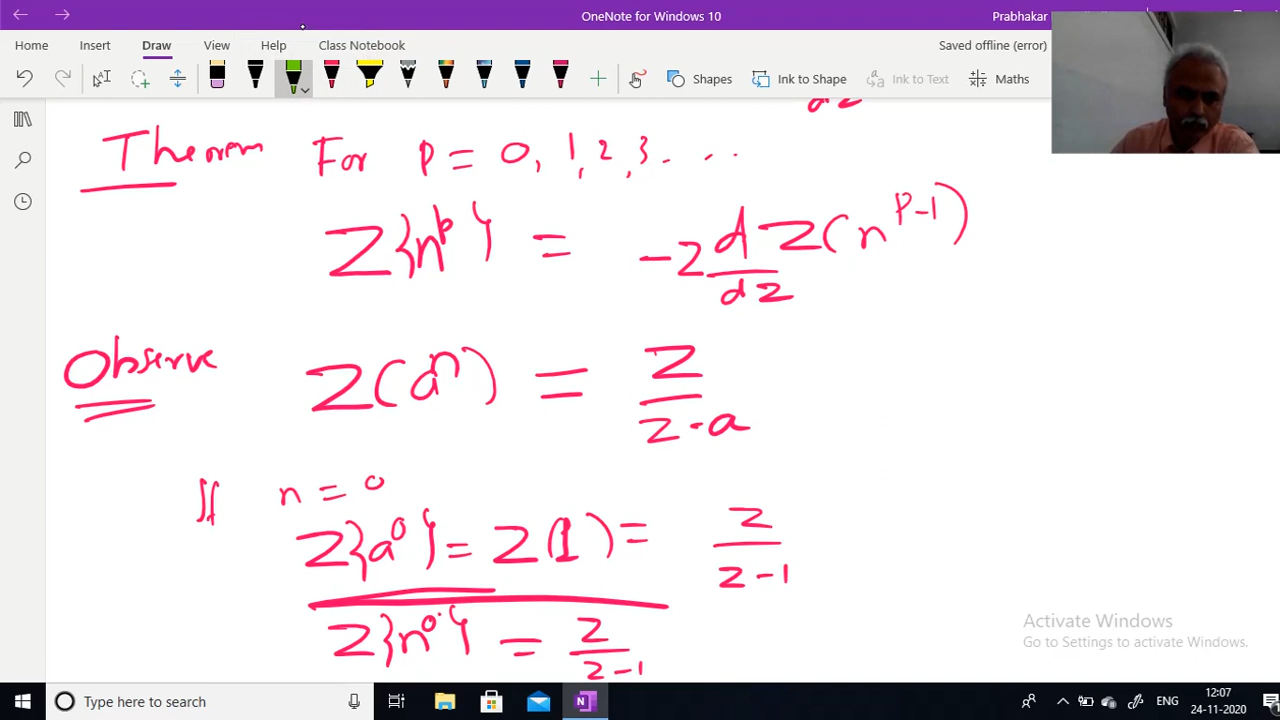 OneNote for Windows 10
Prabhakar
Home Insert Draw View Help Class Notebook
Saved offline (error)
Shapes Ink to Shape Ink to Text Maths
dz
Theorem For p = 0, 1, 2, 3 . ...
Z{n^p} = -z d/dz Z(n^{p-1})
Observe Z(a^n) = z/(z-a)
If n = 0
Z{a^0} = Z(1) = z/(z-1)
Z{n^0} = z/(z-1)
Activate Windows
Go to Settings to activate Windows.
Type here to search
ENG
12:07
24-11-2020